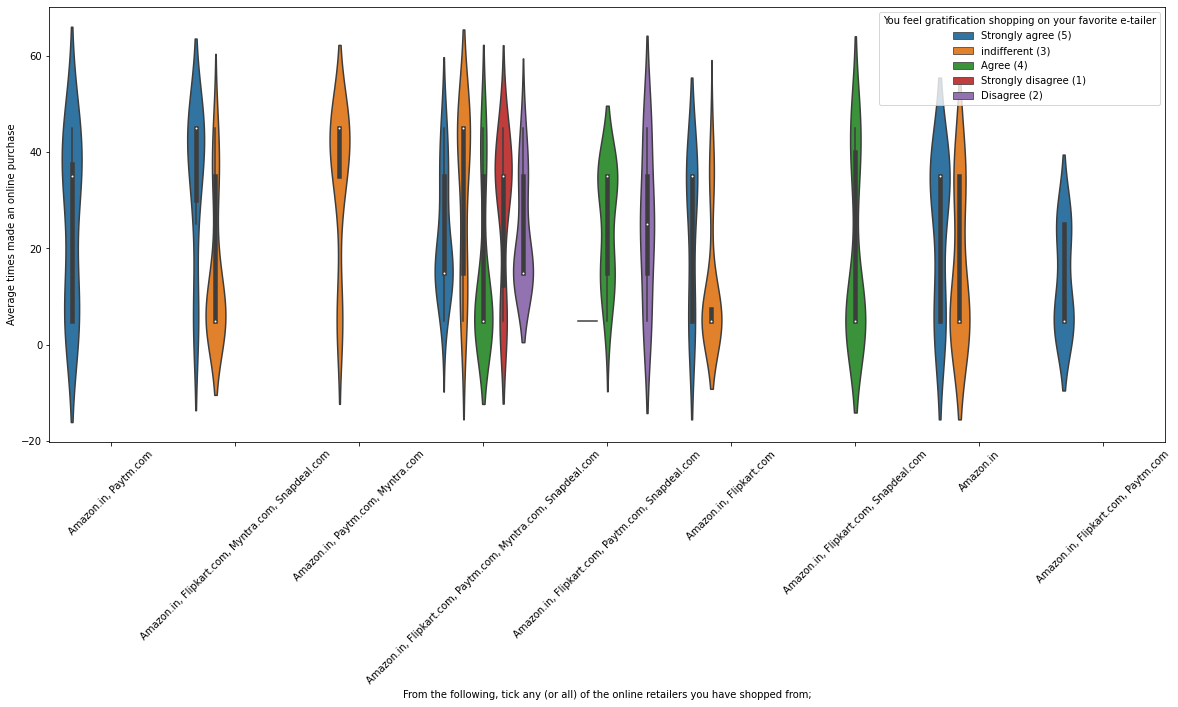 You feel gratification shopping on your favorite e-tailer
Strongly agree (5)
indifferent (3)
Agree (4)
Strongly disagree (1)
Disagree (2)
Average times made an online purchase
60
40
20
0
−20
Amazon.in, Paytm.com
Amazon.in, Flipkart.com, Myntra.com, Snapdeal.com
Amazon.in, Paytm.com, Myntra.com
Amazon.in, Flipkart.com, Paytm.com, Myntra.com, Snapdeal.com
Amazon.in, Flipkart.com, Paytm.com, Snapdeal.com
Amazon.in, Flipkart.com
Amazon.in, Flipkart.com, Snapdeal.com
Amazon.in
Amazon.in, Flipkart.com, Paytm.com
From the following, tick any (or all) of the online retailers you have shopped from;